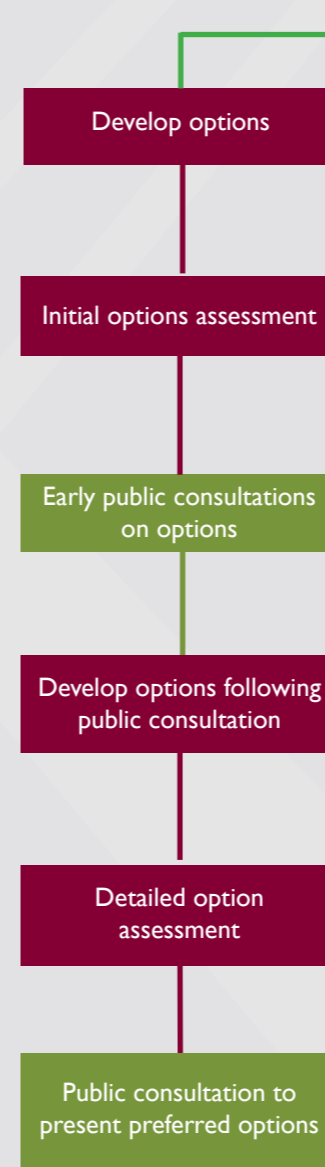 Develop options
Initial options assessment
Early public consultations
on options
Develop options following
public consultation
Detailed option
assessment
Public consultation to
present preferred options